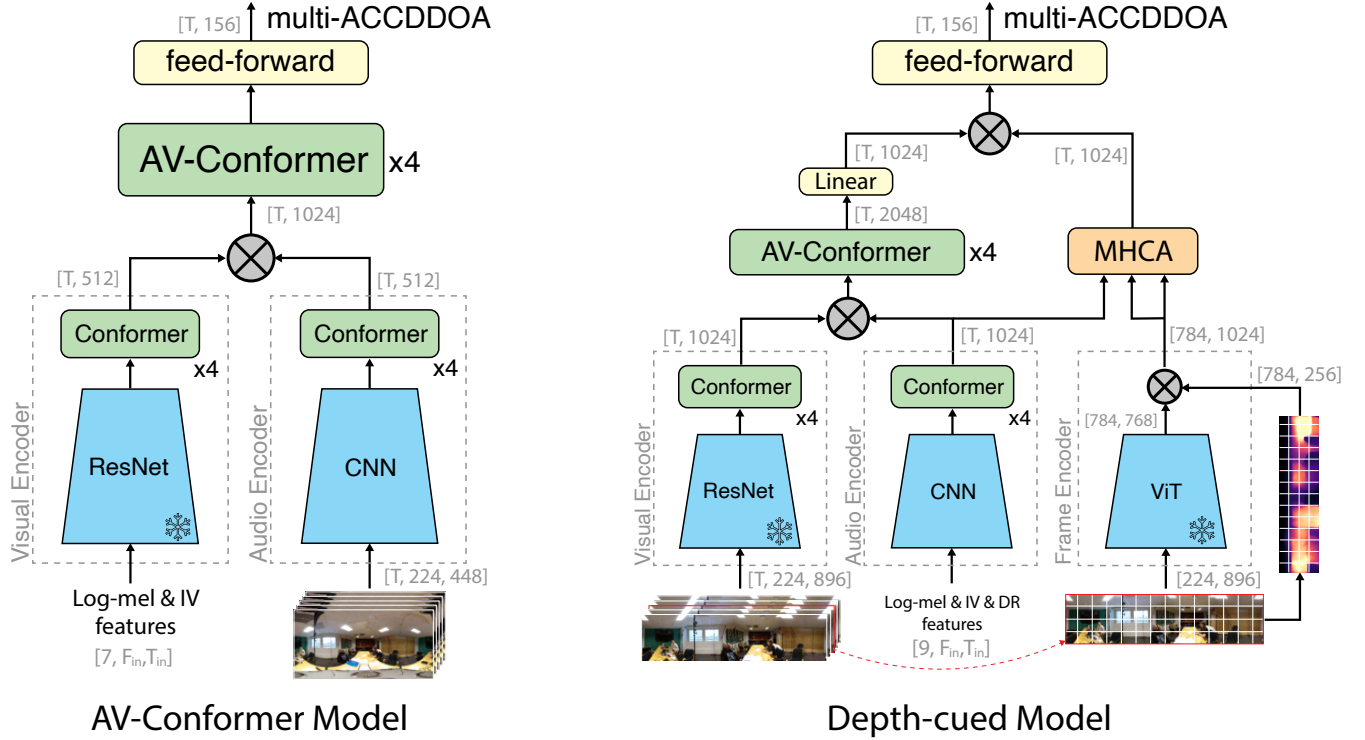 [T, 156]
multi-ACCDDOA
feed-forward
AV-Conformer
x4
[T, 1024]
[T, 512]
[T, 512]
Conformer
x4
Conformer
x4
Visual Encoder
ResNet
Audio Encoder
CNN
Log-mel & IV
features
[7, Fin,Tin]
[T, 224, 448]
AV-Conformer Model
[T, 156]
multi-ACCDDOA
feed-forward
[T, 1024]
[T, 1024]
Linear
[T, 2048]
AV-Conformer
x4
MHCA
[T, 1024]
[T, 1024]
[784, 1024]
Conformer
x4
Conformer
x4
[784, 256]
[784, 768]
Visual Encoder
ResNet
Audio Encoder
CNN
Frame Encoder
ViT
[T, 224, 896]
Log-mel & IV & DR
features
[9, Fin,Tin]
[224, 896]
Depth-cued Model